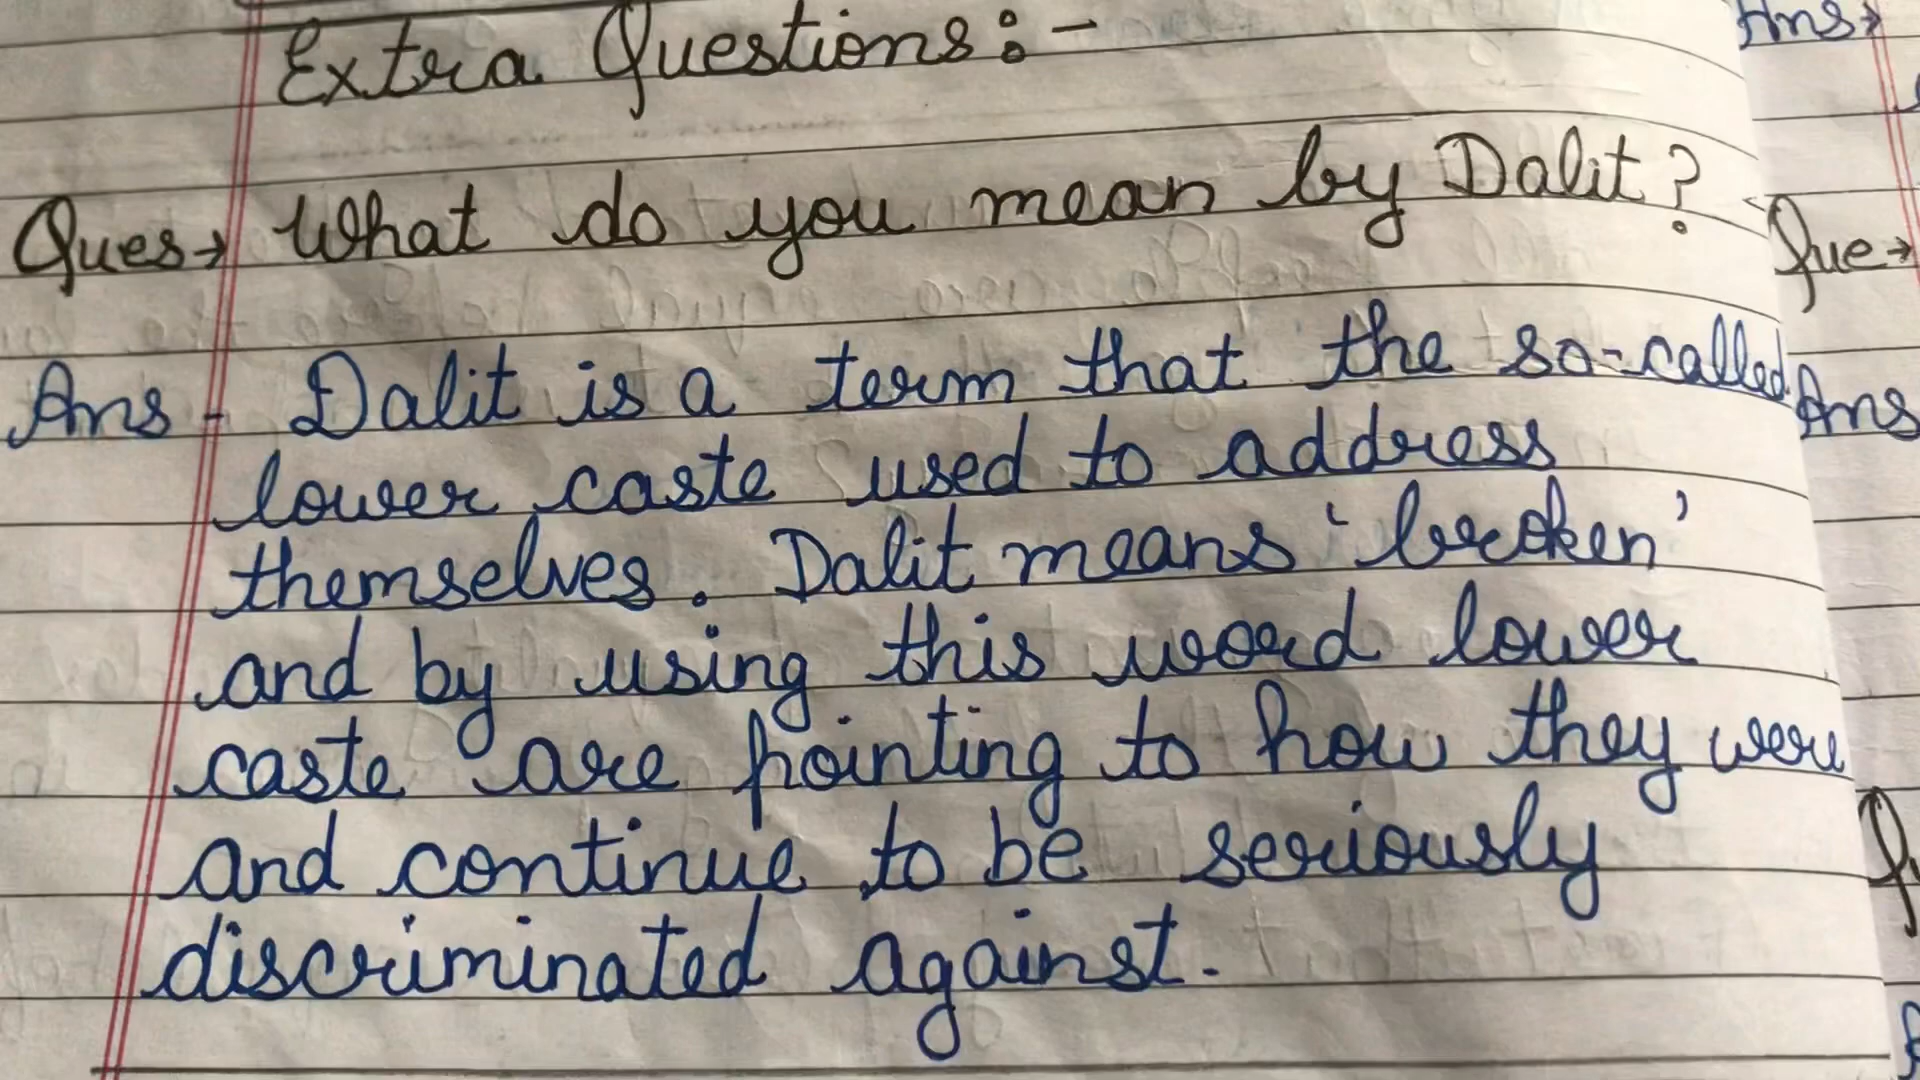 Extra Questions:-
Ans→
Ques→ What do you mean by Dalit?
Que→
Ans - Dalit is a term that the so-called
Ans
lower caste used to address
themselves. Dalit means 'broken'
and by using this word lower
caste are pointing to how they were
and continue to be seriously
discriminated against.